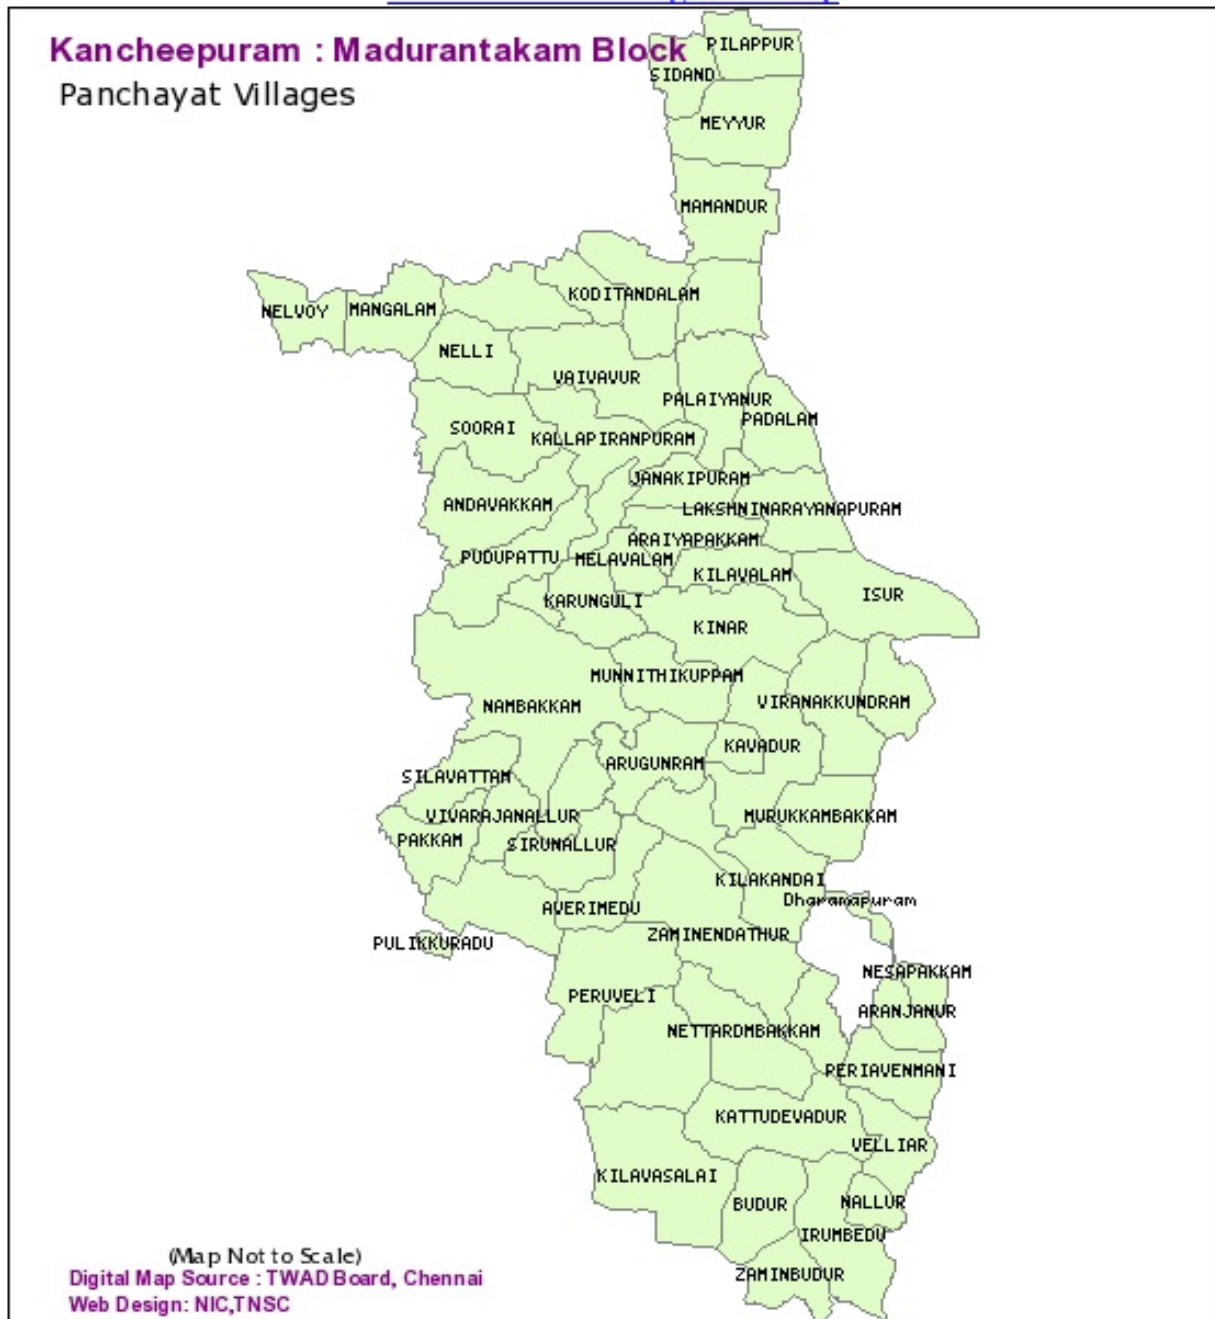 Kancheepuram : Madurantakam Block
Panchayat Villages
PILAPPUR
SIDAND
MEYYUR
MAMANDUR
KODITANDALAM
NELVOY
MANGALAM
NELLI
VAIVAVUR
PALAIYANUR
PADALAM
SOORAI
KALLAPIRANPURAM
JANAKIPURAM
ANDAVAKKAM
LAKSMNINARAYANAPURAM
ARAIYAPAKKAM
PUDUPATTU
MELAVALAM
KILAVALAM
ISUR
KARUNGULI
KINAR
MUNNITHIKUPPAM
VIRANAKKUNDRAM
NAMBAKKAM
KAVADUR
ARUGUNRAM
SILAVATTAM
VIVARAJANALLUR
MURUKKAMBAKKAM
PAKKAM
SIRUNALLUR
KILAKANDAI
Dharamapuram
AVERIMEDU
ZAMINENDATHUR
PULIKKURADU
NESAPAKKAM
PERUVELI
ARANJANUR
NETTARDMBAKKAM
PERIAVENMANI
KATTUDEVADUR
VELLIAR
KILAVASALAI
BUDUR
NALLUR
IRUMBEDU
ZAMINBUDUR
(Map Not to Scale)
Digital Map Source : TWAD Board, Chennai
Web Design: NIC,TNSC